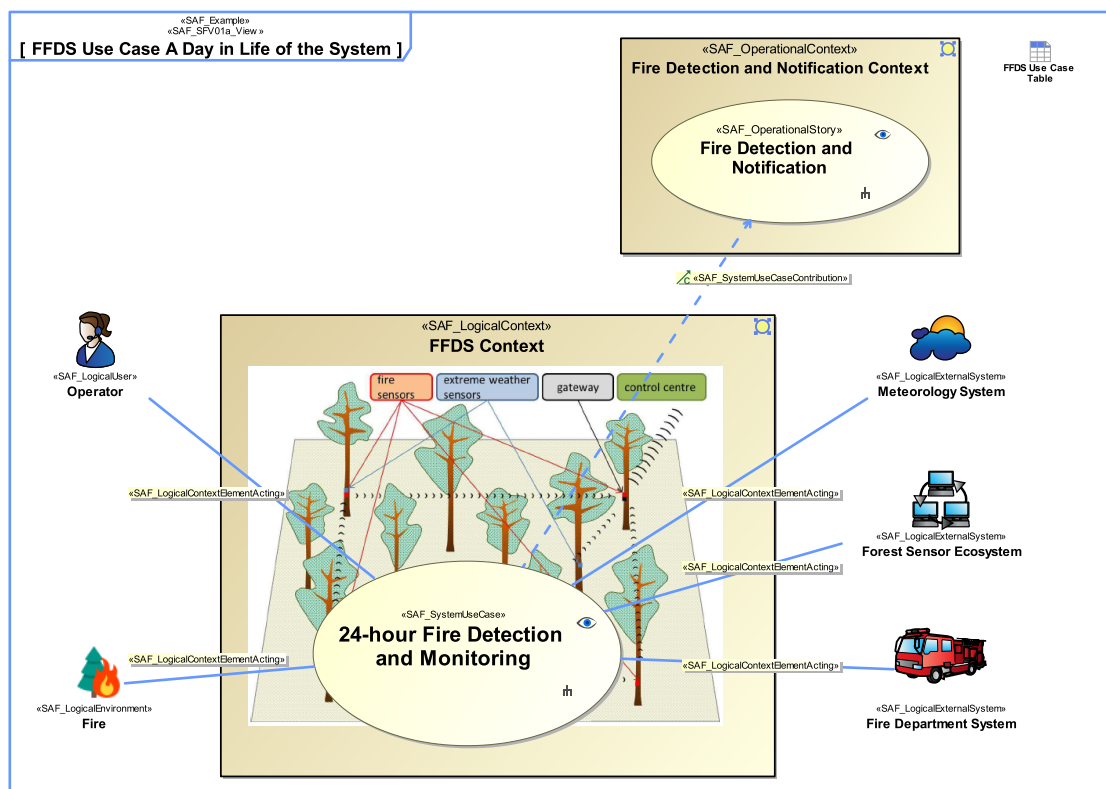 «SAF_Example»
«SAF_SFV01a_View »
[ FFDS Use Case A Day in Life of the System ]
«SAF_OperationalContext»
Fire Detection and Notification Context
FFDS Use Case
Table
«SAF_OperationalStory»
Fire Detection and
Notification
«SAF_SystemUseCaseContribution»
«SAF_LogicalContext»
FFDS Context
fire
sensors
extreme weather
sensors
gateway
control centre
«SAF_LogicalUser»
Operator
«SAF_LogicalExternalSystem»
Meteorology System
«SAF_LogicalContextElementActing»
«SAF_LogicalContextElementActing»
«SAF_LogicalExternalSystem»
Forest Sensor Ecosystem
«SAF_LogicalContextElementActing»
«SAF_SystemUseCase»
24-hour Fire Detection
and Monitoring
«SAF_LogicalContextElementActing»
«SAF_LogicalContextElementActing»
«SAF_LogicalEnvironment»
Fire
«SAF_LogicalExternalSystem»
Fire Department System